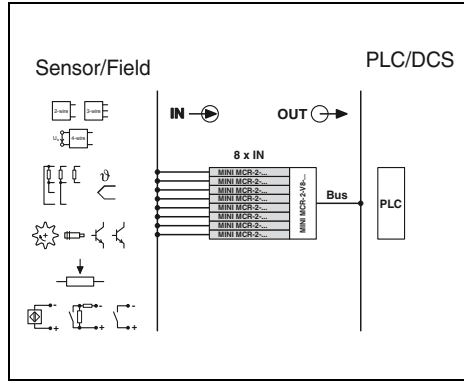 Sensor/Field
PLC/DCS
IN
OUT
2-wire
3-wire
4-wire
8 x IN
MINI MCR-2-...
MINI MCR-2-...
MINI MCR-2-...
MINI MCR-2-...
MINI MCR-2-...
MINI MCR-2-...
MINI MCR-2-...
MINI MCR-2-...
MINI MCR-2-V8-...
Bus
PLC
ϑ